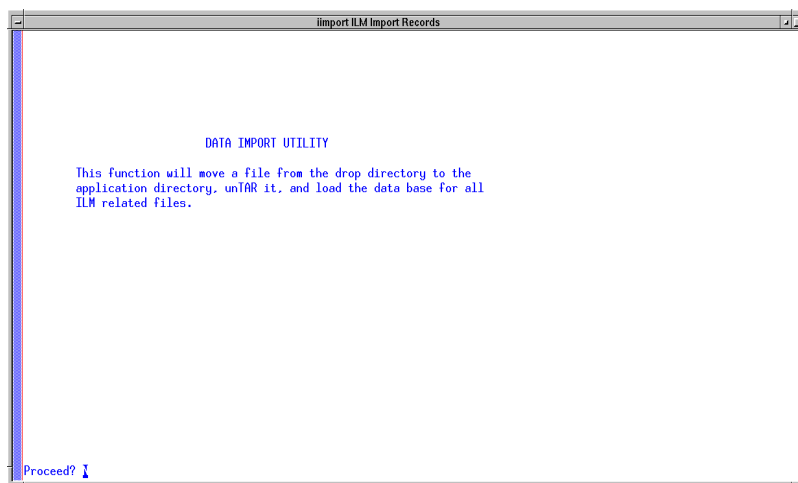 iimport ILM Import Records
DATA IMPORT UTILITY
This function will move a file from the drop directory to the
application directory, unTAR it, and load the data base for all
ILM related files.
Proceed?